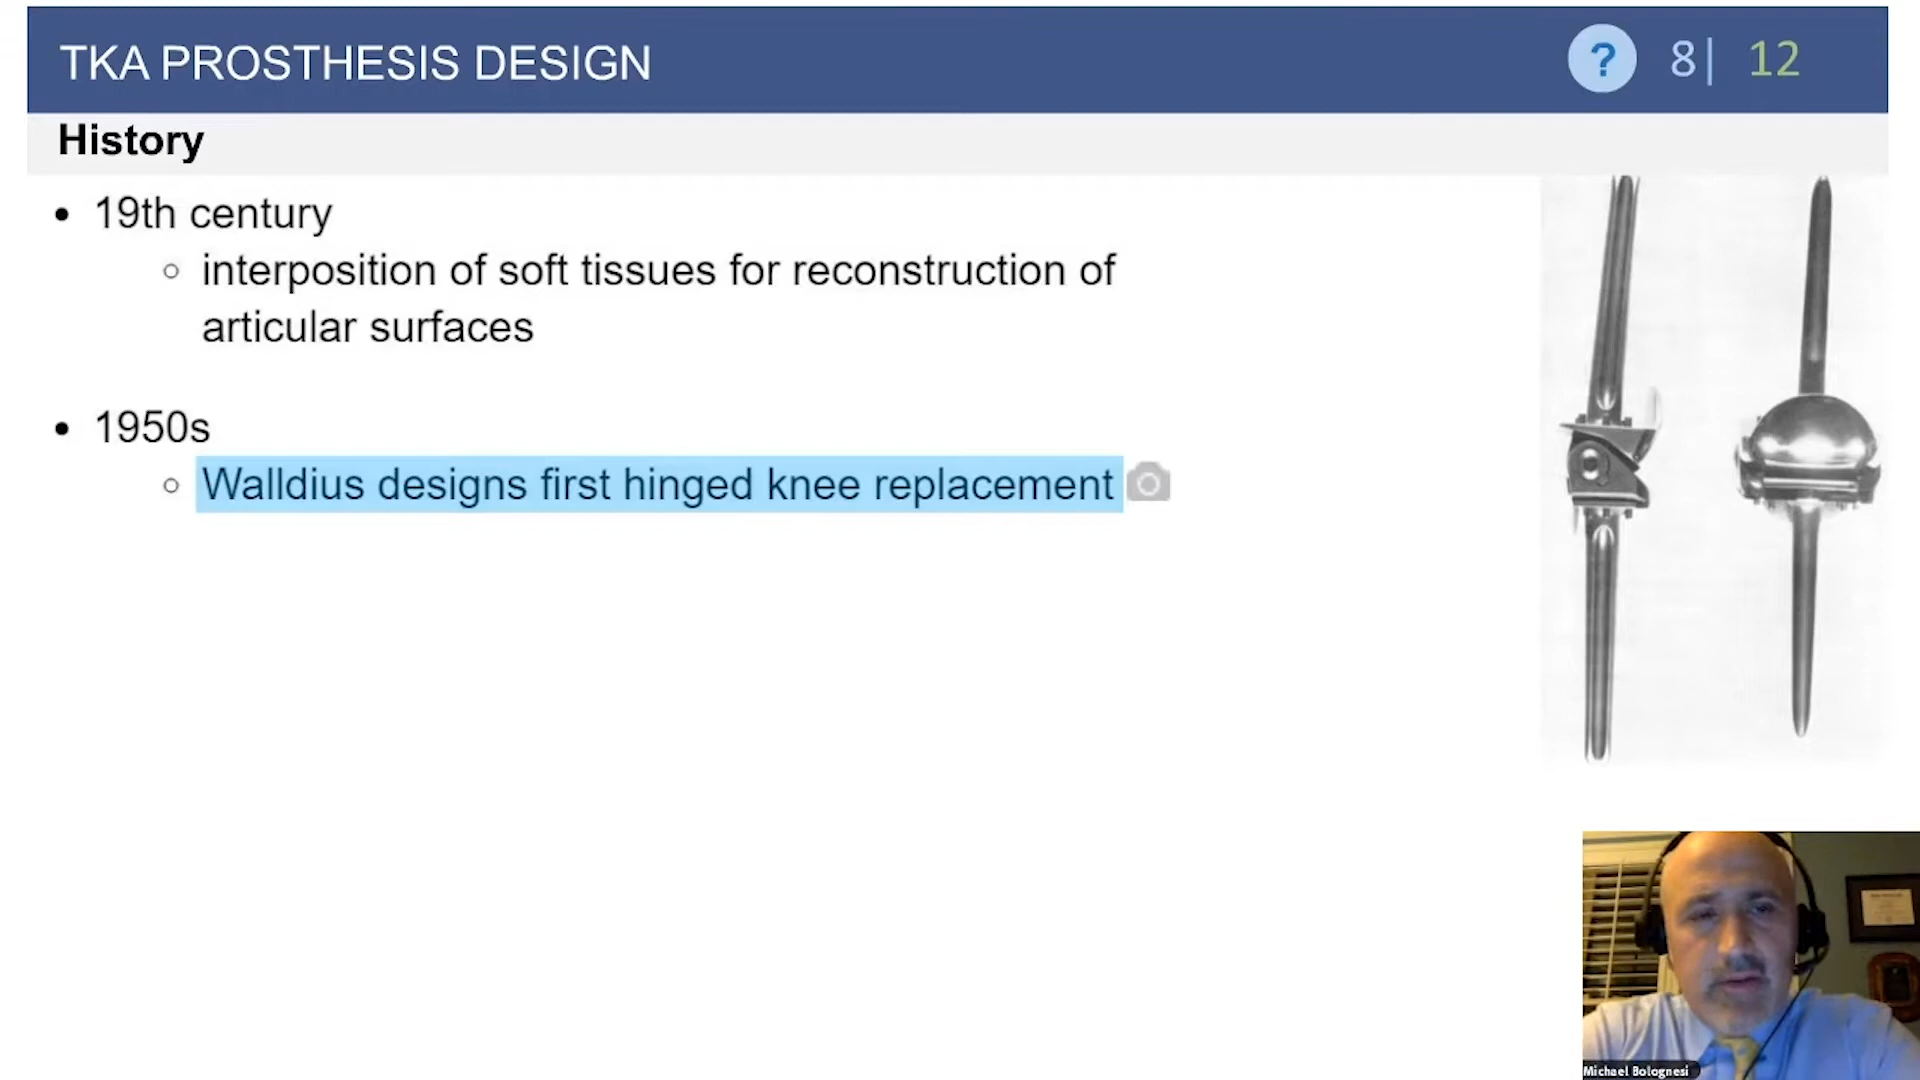 TKA PROSTHESIS DESIGN
? 8| 12
History
• 19th century
○ interposition of soft tissues for reconstruction of
articular surfaces
• 1950s
○ Walldius designs first hinged knee replacement
Michael Bolognesi